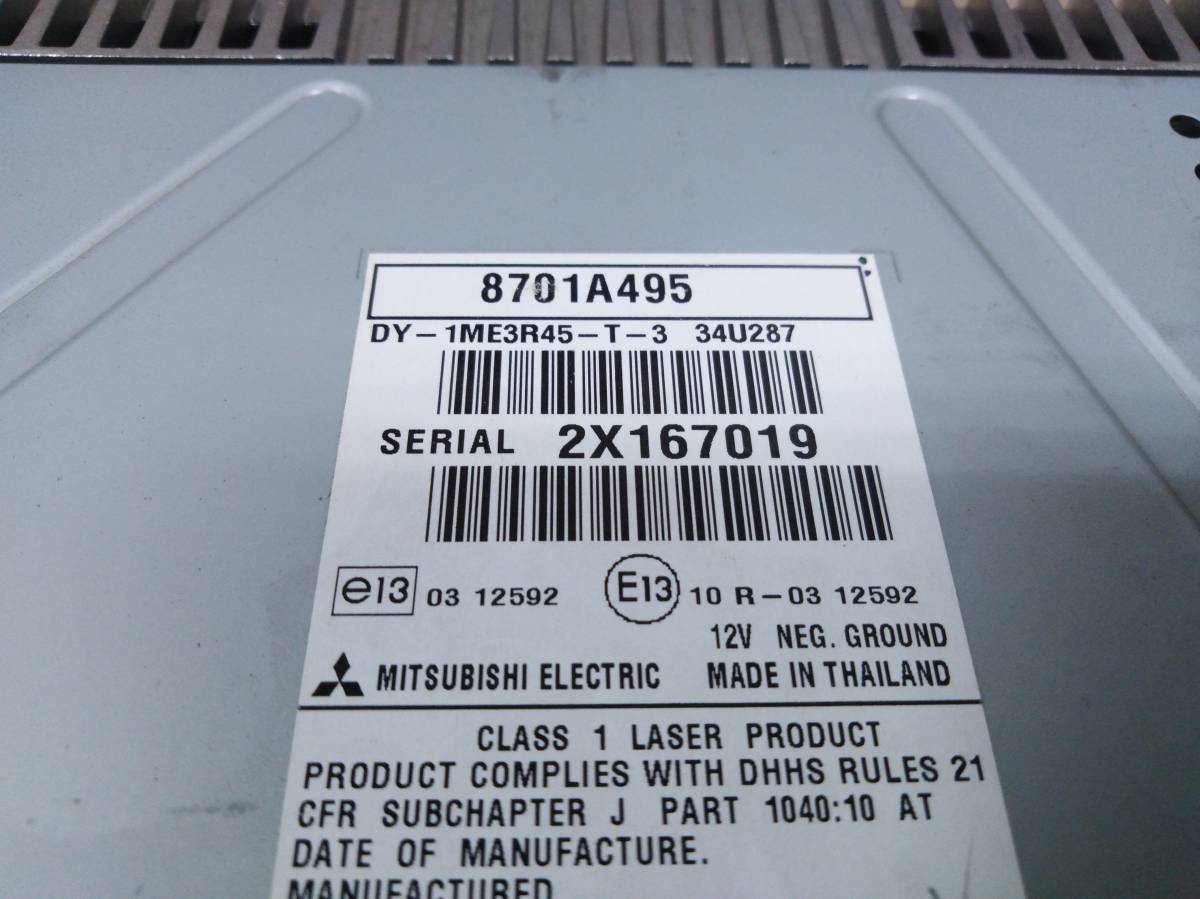 8701A495
DY-1ME3R45-T-3 34U287
SERIAL 2X167019
e13 03 12592 E13 10 R-03 12592
12V NEG. GROUND
MITSUBISHI ELECTRIC MADE IN THAILAND
CLASS 1 LASER PRODUCT
PRODUCT COMPLIES WITH DHHS RULES 21
CFR SUBCHAPTER J PART 1040:10 AT
DATE OF MANUFACTURE.
MANUFACTURED